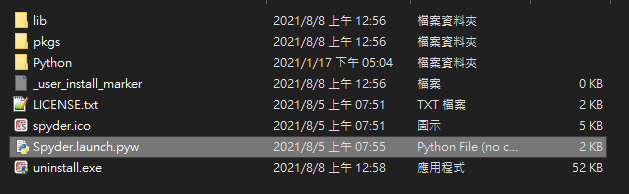 lib 2021/8/8 上午 12:56 檔案資料夾
pkgs 2021/8/8 上午 12:56 檔案資料夾
Python 2021/1/17 下午 05:04 檔案資料夾
_user_install_marker 2021/8/8 上午 12:56 檔案 0 KB
LICENSE.txt 2021/8/5 上午 07:51 TXT 檔案 2 KB
spyder.ico 2021/8/5 上午 07:51 圖示 5 KB
Spyder.launch.pyw 2021/8/5 上午 07:55 Python File (no c... 2 KB
uninstall.exe 2021/8/8 上午 12:58 應用程式 52 KB